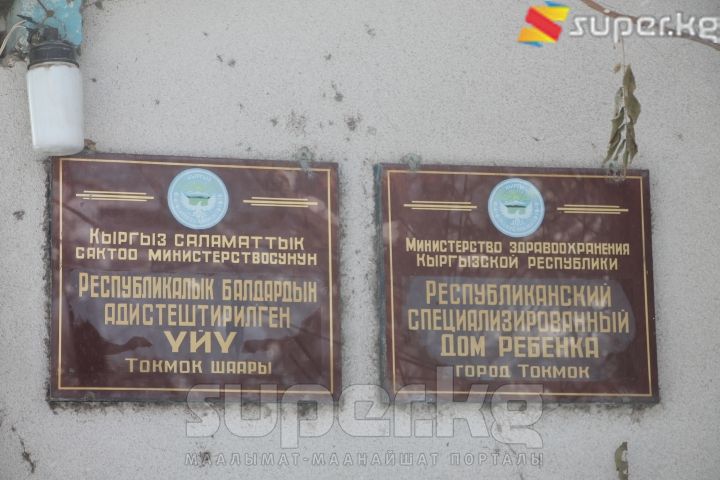 super.kg
Кыргыз саламаттык
сактоо министерствосунун
Республикалык балдардын
адистештирилген
үйү
Токмок шаары
Министерство здравоохранения
Кыргызской Республики
Республиканский
специализированный
дом ребенка
город Токмок
super.kg
МААЛЫМАТ-МААНАЙШАТ ПОРТАЛЫ